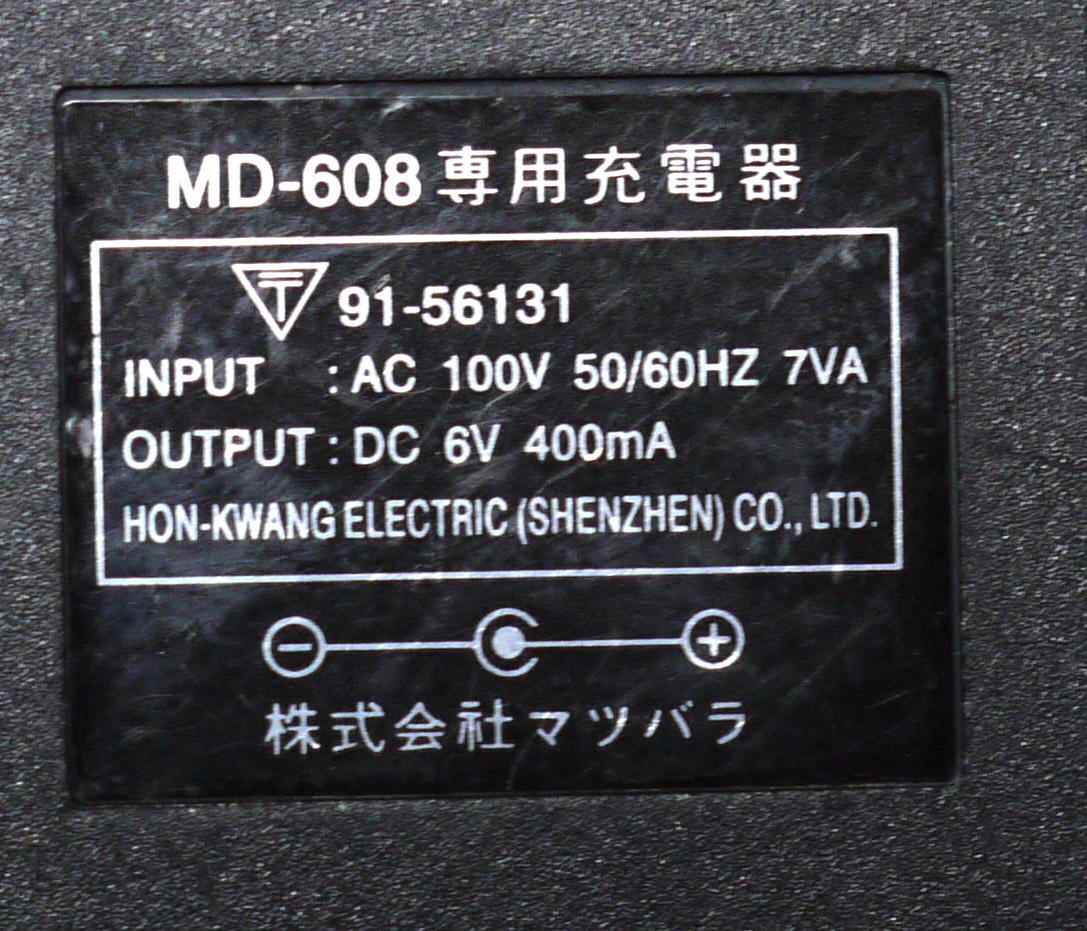 MD-608専用充電器
91-56131
INPUT : AC 100V 50/60HZ 7VA
OUTPUT : DC 6V 400mA
HON-KWANG ELECTRIC (SHENZHEN) CO., LTD.
株式会社マツバラ